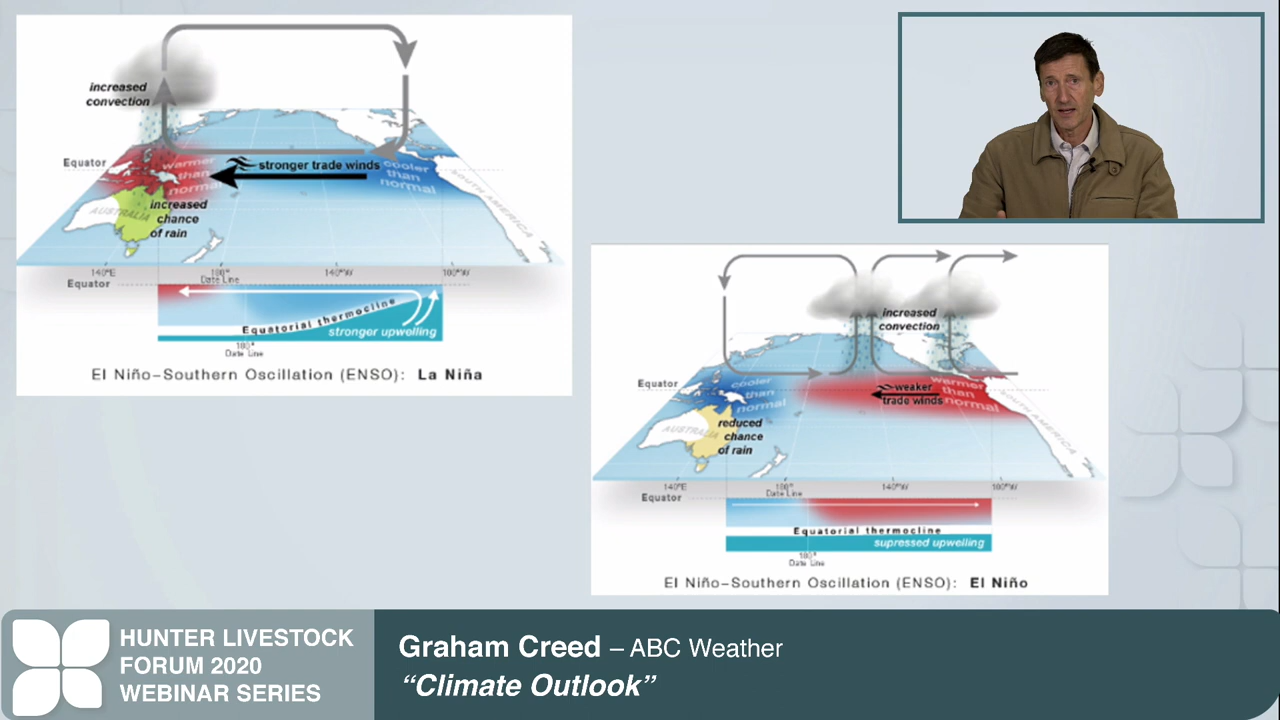 increased
convection
Equator
warmer
than
normal
stronger trade winds
cooler
than
normal
SOUTH AMERICA
AUSTRALIA
increased
chance
of rain
140°E
180°
Date Line
140°W
Equator
Equatorial thermocline
stronger upwelling
180°
Date Line
El Niño–Southern Oscillation (ENSO): La Niña
increased
convection
Equator
cooler
than
normal
weaker
trade winds
warmer
than
normal
SOUTH AMERICA
AUSTRALIA
reduced
chance
of rain
140°E
180°
Date Line
140°W
Equator
Equatorial thermocline
supressed upwelling
180°
Date Line
El Niño–Southern Oscillation (ENSO): El Niño
HUNTER LIVESTOCK
FORUM 2020
WEBINAR SERIES
Graham Creed – ABC Weather
“Climate Outlook”